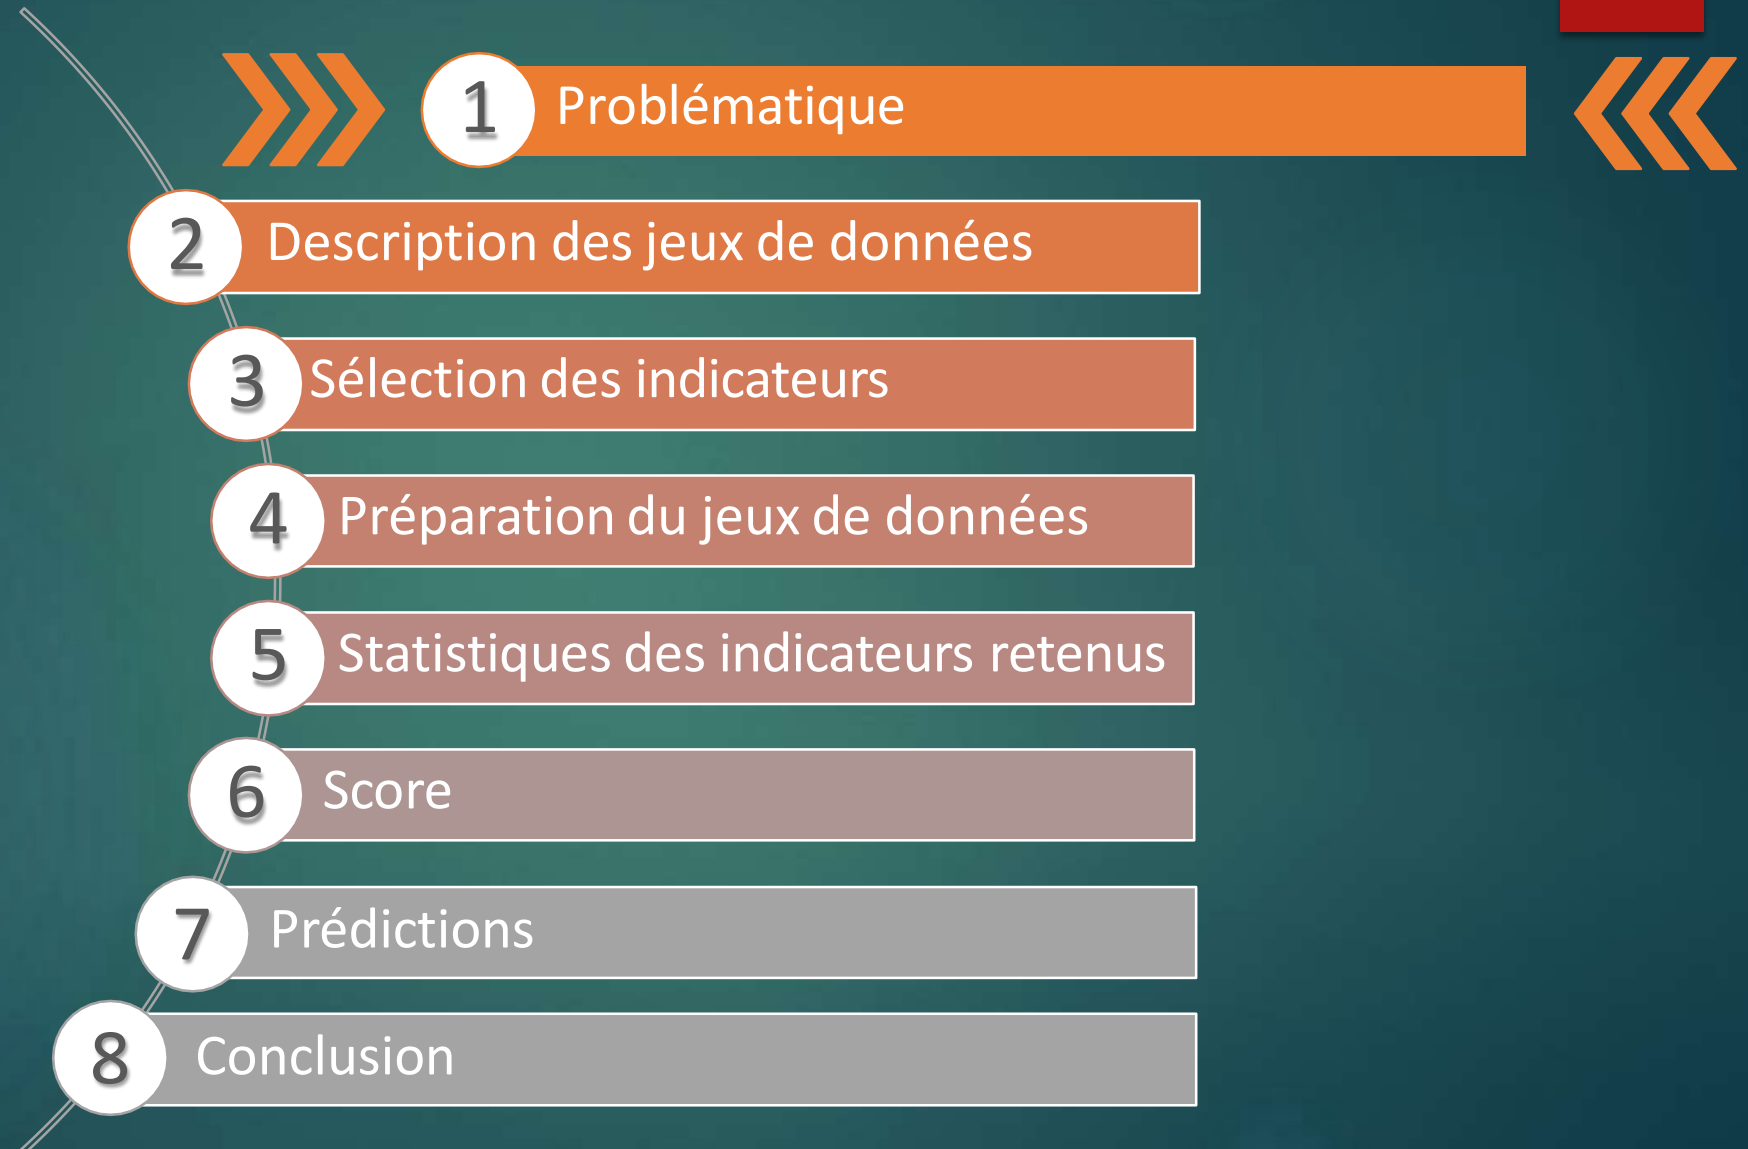 1 Problématique
2 Description des jeux de données
3 Sélection des indicateurs
4 Préparation du jeux de données
5 Statistiques des indicateurs retenus
6 Score
7 Prédictions
8 Conclusion